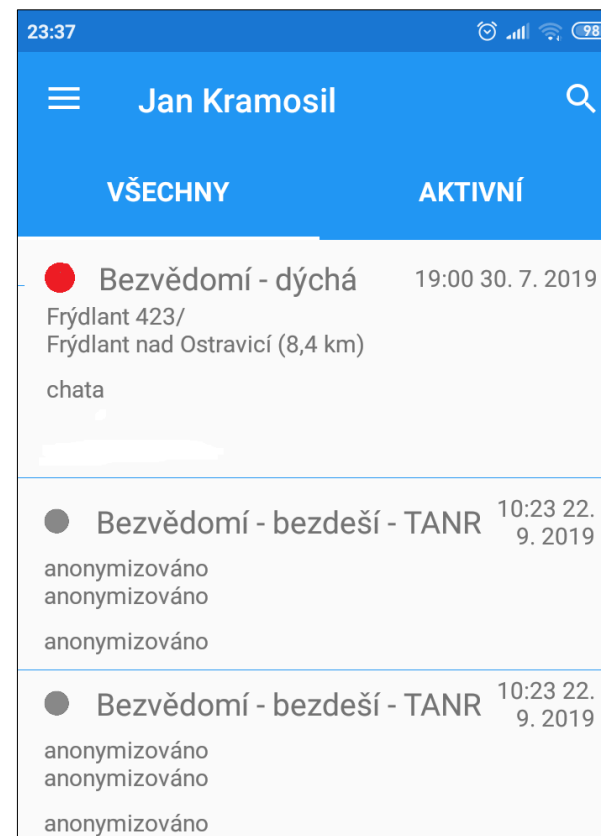 23:37
98
Jan Kramosil
VŠECHNY
AKTIVNÍ
Bezvědomí - dýchá
19:00 30. 7. 2019
Frýdlant 423/
Frýdlant nad Ostravicí (8,4 km)
chata
Bezvědomí - bezdeší - TANR
10:23 22.
9. 2019
anonymizováno
anonymizováno
anonymizováno
Bezvědomí - bezdeší - TANR
10:23 22.
9. 2019
anonymizováno
anonymizováno
anonymizováno